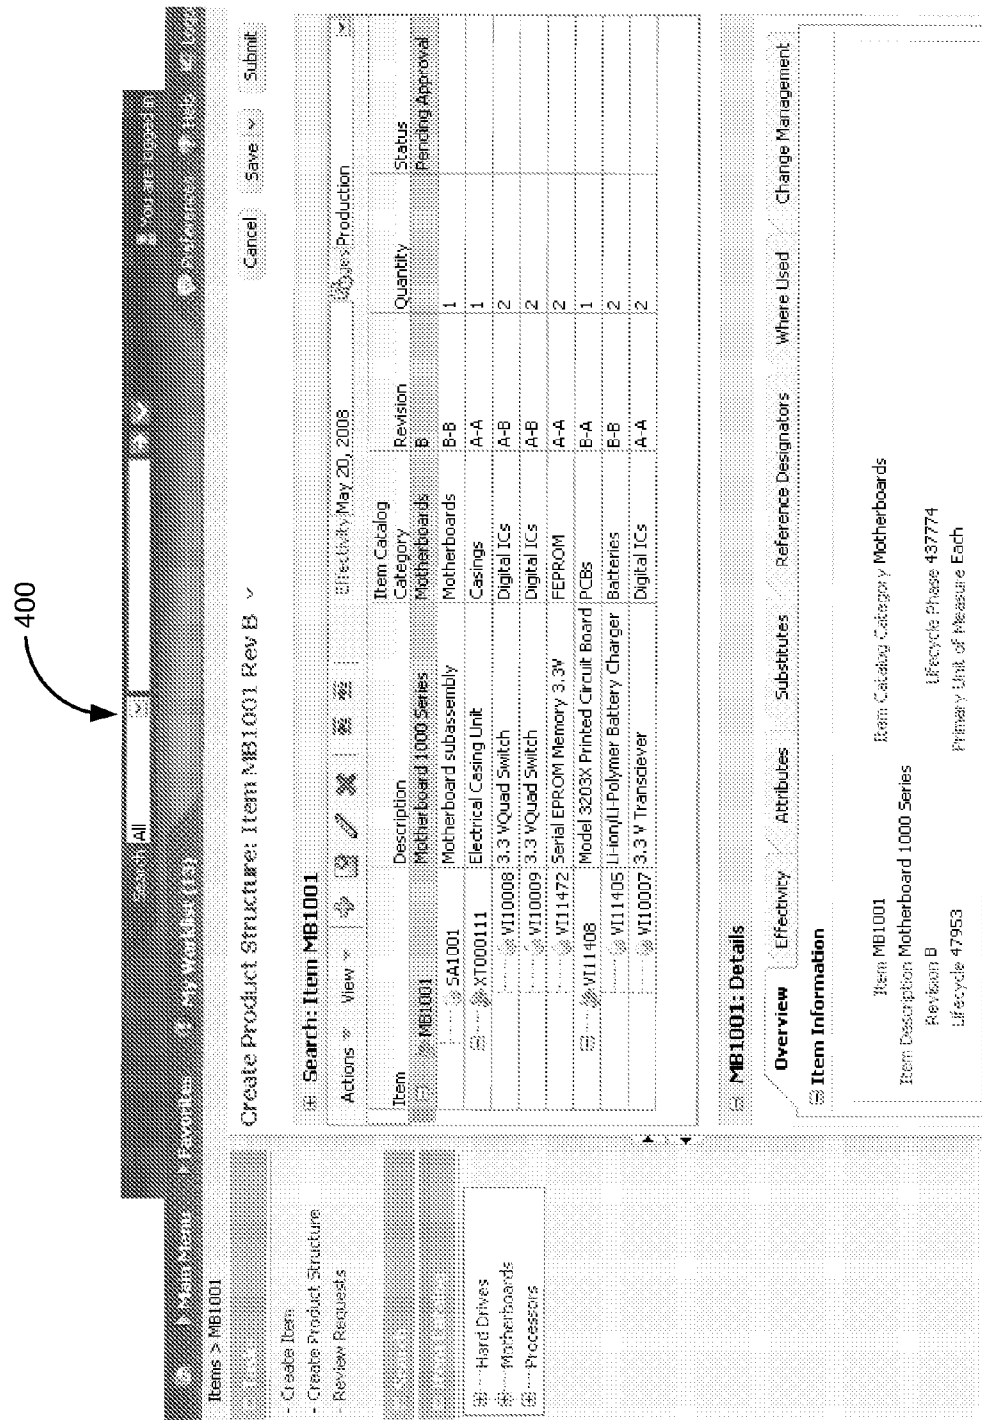 400
Search All
You are logged in
Main Menu Favorites My Worklist (13) Preferences Help
Items > MB1001
- Create Item
- Create Product Structure
- Review Requests
Hard Drives
Motherboards
Processors
Create Product Structure: Item MB1001 Rev B
Cancel Save Submit
Search: Item MB1001
Actions View Effectivity May 20, 2008 Production
Item Description Item Catalog Category Revision Quantity Status
MB1001 Motherboard 1000 Series Motherboards B Pending Approval
SA1001 Motherboard subassembly Motherboards B-B 1
XT000111 Electrical Casing Unit Casings A-A 1
VI10008 3.3 VQuad Switch Digital ICs A-B 2
VI10009 3.3 VQuad Switch Digital ICs A-B 2
VI11472 Serial EPROM Memory 3.3V FEPROM A-A 2
VI11408 Model 3203X Printed Circuit Board PCBs B-A 1
VI11405 Li-ion/Li-Polymer Battery Charger Batteries B-B 2
VI10007 3.3 V Transciever Digital ICs A-A 2
MB1001: Details
Overview Effectivity Attributes Substitutes Reference Designators Where Used Change Management
Item Information
Item MB1001 Item Catalog Category Motherboards
Item Description Motherboard 1000 Series
Revision B Lifecycle Phase 437774
Lifecycle 47953 Primary Unit of Measure Each